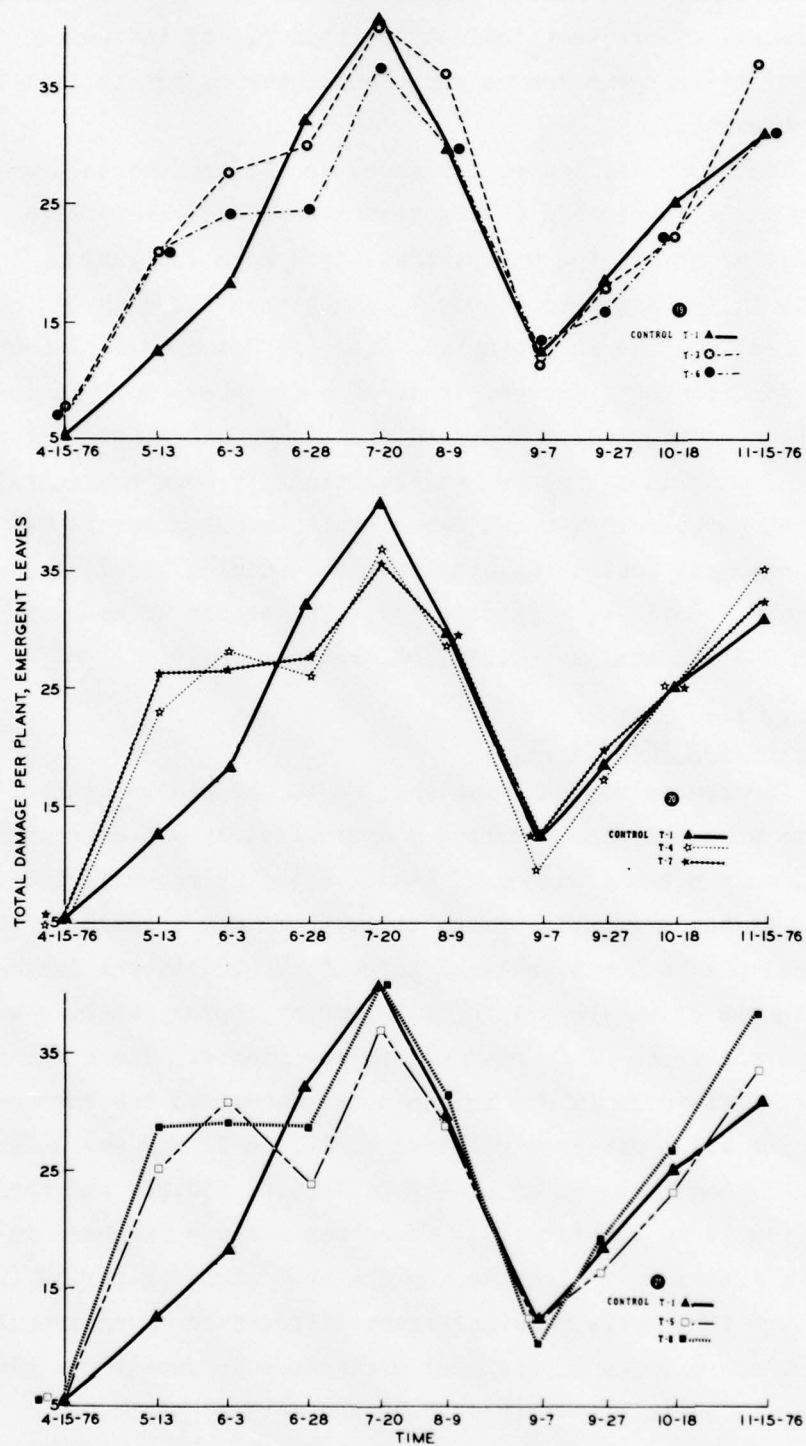 35
25
15
5
19
CONTROL T-1
T-3
T-6
4-15-76 5-13 6-3 6-28 7-20 8-9 9-7 9-27 10-18 11-15-76
TOTAL DAMAGE PER PLANT, EMERGENT LEAVES
35
25
15
5
20
CONTROL T-1
T-4
T-7
4-15-76 5-13 6-3 6-28 7-20 8-9 9-7 9-27 10-18 11-15-76
35
25
15
5
21
CONTROL T-1
T-5
T-8
4-15-76 5-13 6-3 6-28 7-20 8-9 9-7 9-27 10-18 11-15-76
TIME